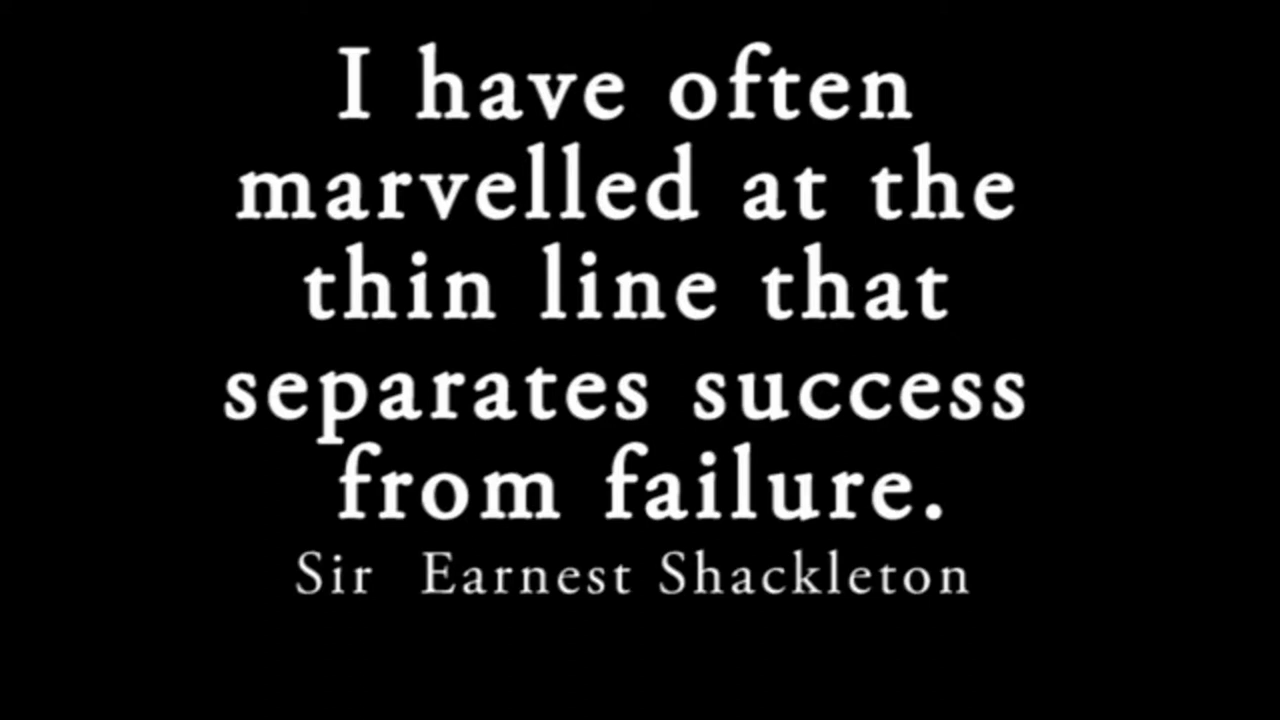 I have often
marvelled at the
thin line that
separates success
from failure.
Sir  Earnest Shackleton